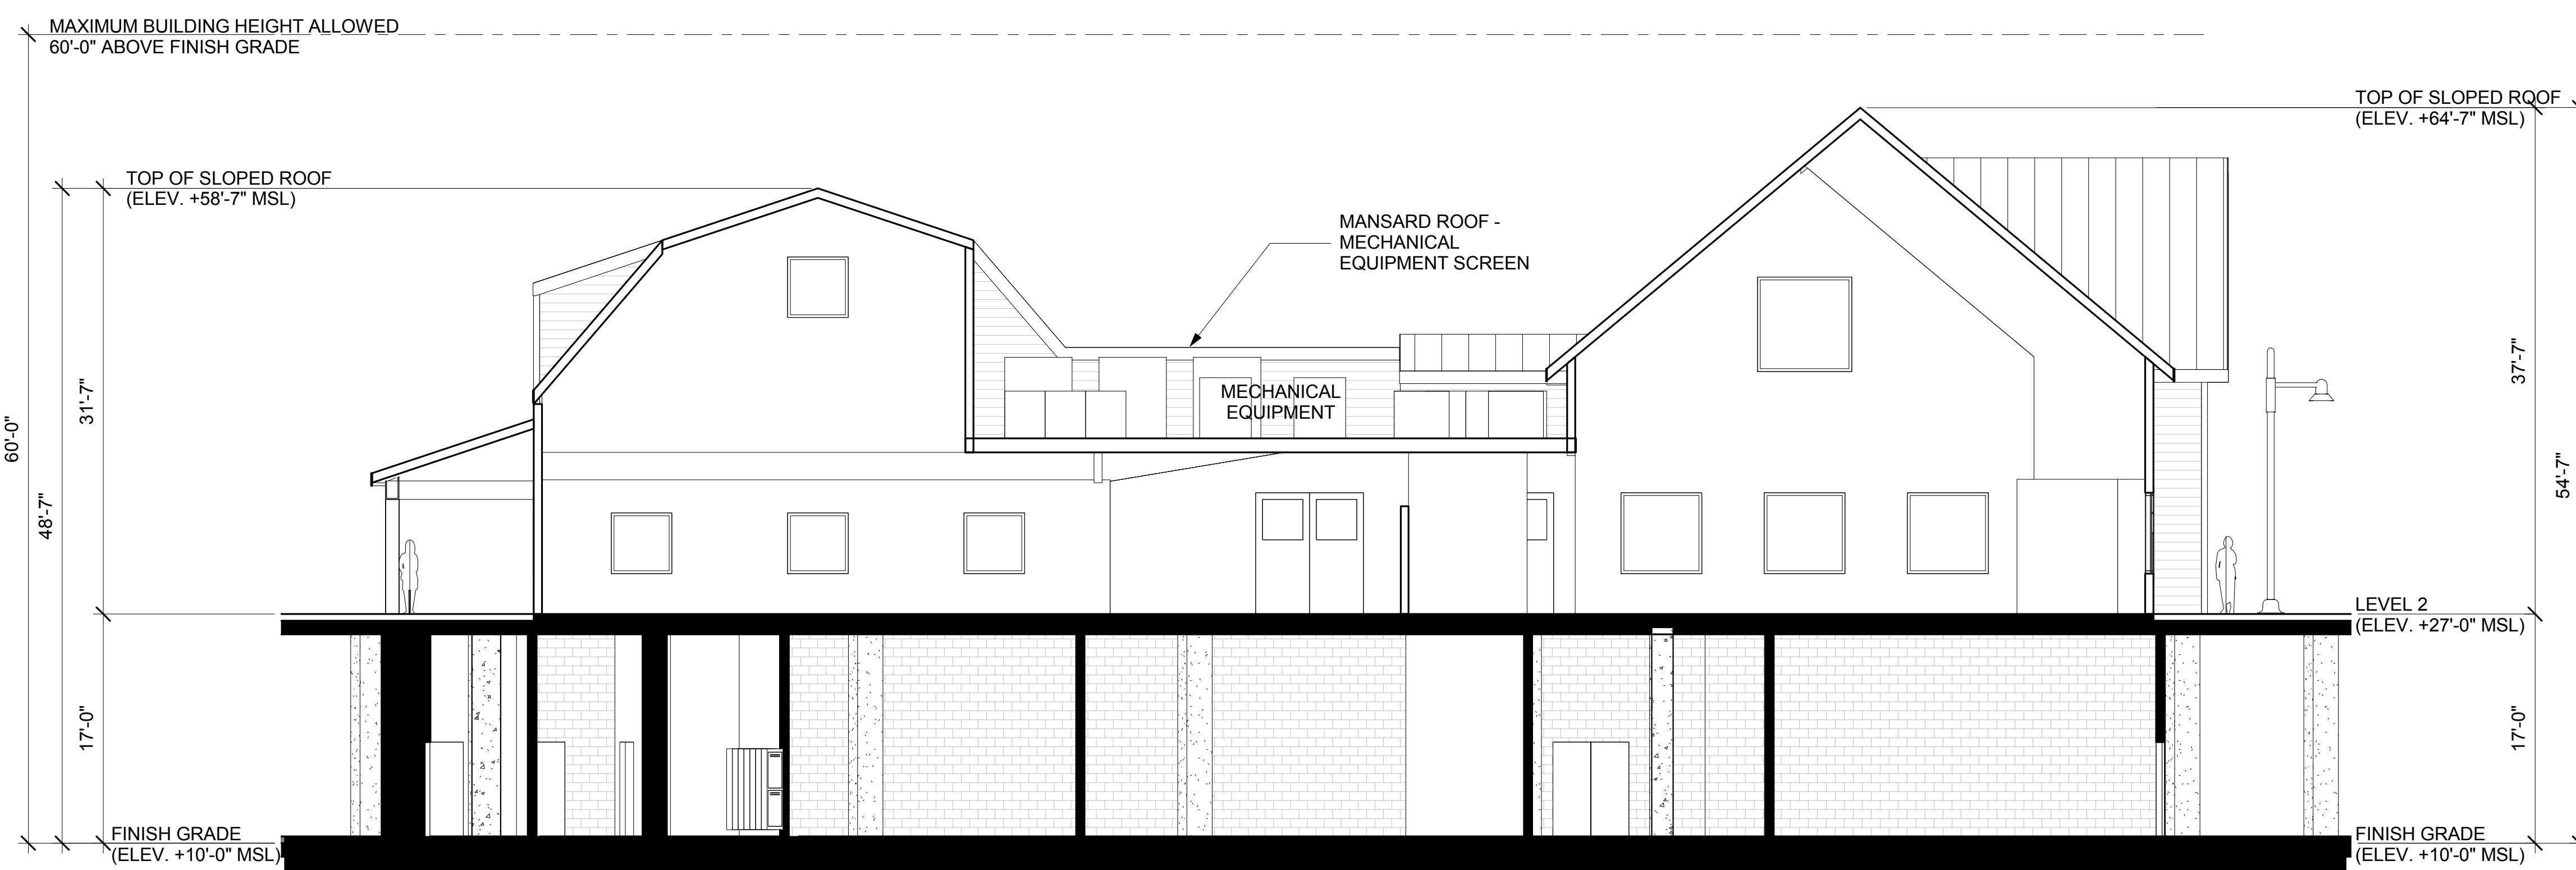 MAXIMUM BUILDING HEIGHT ALLOWED
60'-0" ABOVE FINISH GRADE
TOP OF SLOPED ROOF
(ELEV. +64'-7" MSL)
TOP OF SLOPED ROOF
(ELEV. +58'-7" MSL)
MANSARD ROOF -
MECHANICAL
EQUIPMENT SCREEN
MECHANICAL
EQUIPMENT
60'-0"
48'-7"
31'-7"
17'-0"
37'-7"
54'-7"
17'-0"
LEVEL 2
(ELEV. +27'-0" MSL)
FINISH GRADE
(ELEV. +10'-0" MSL)
FINISH GRADE
(ELEV. +10'-0" MSL)